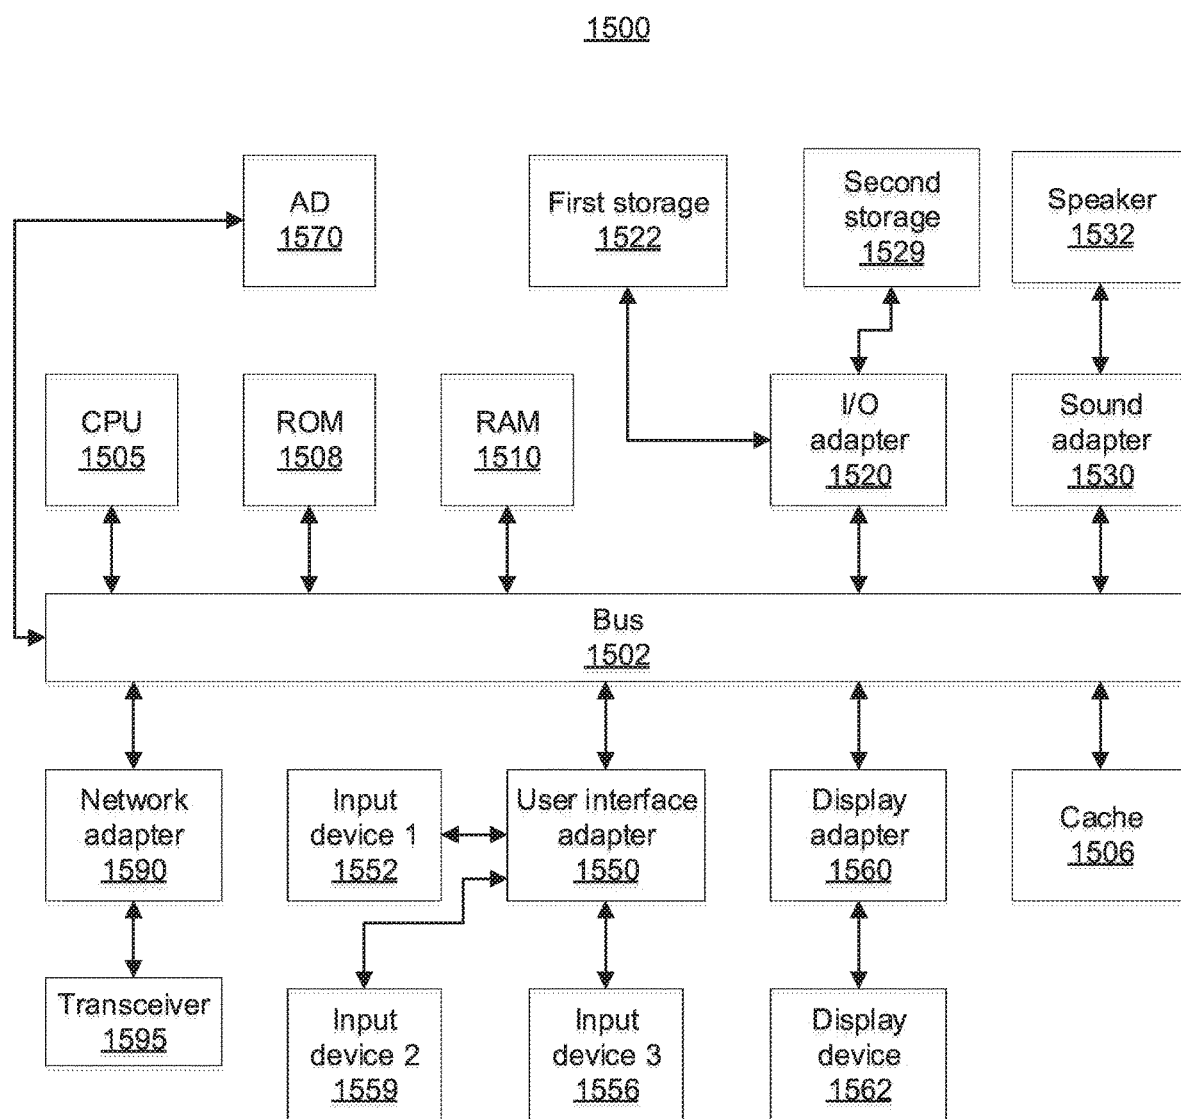 1500
AD
1570
First storage
1522
Second
storage
1529
Speaker
1532
CPU
1505
ROM
1508
RAM
1510
I/O
adapter
1520
Sound
adapter
1530
Bus
1502
Network
adapter
1590
Input
device 1
1552
User interface
adapter
1550
Display
adapter
1560
Cache
1506
Transceiver
1595
Input
device 2
1559
Input
device 3
1556
Display
device
1562